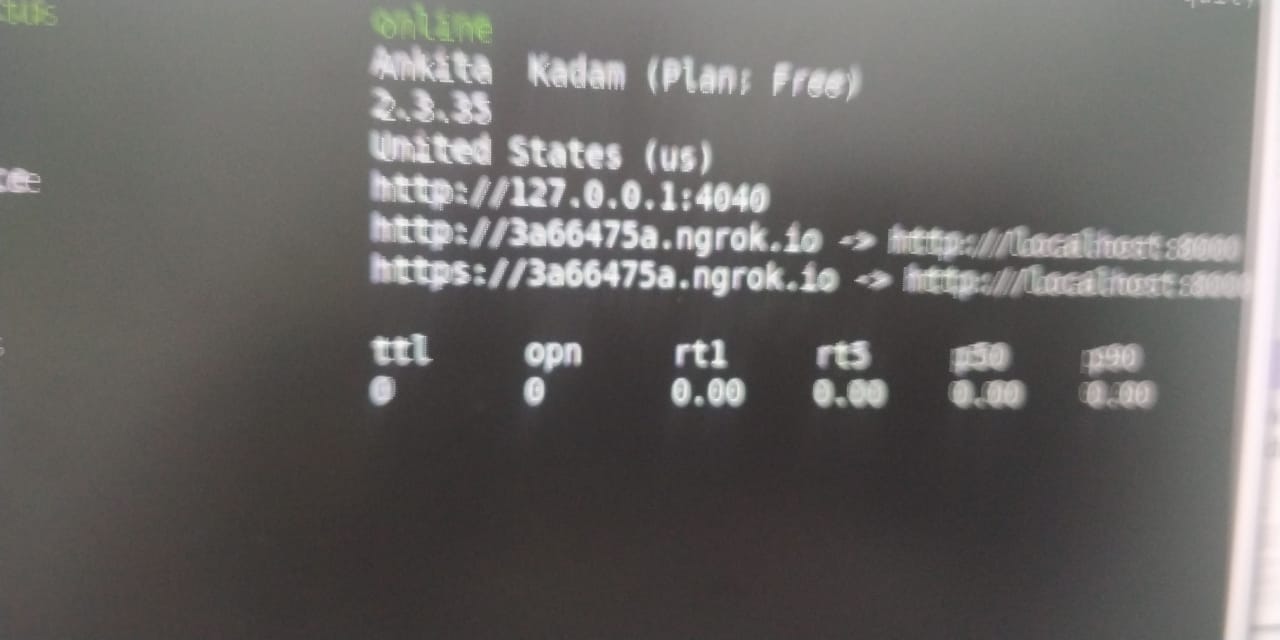 online
Ankita Kadam (Plan: Free)
2.3.35
United States (us)
http://127.0.0.1:4040
http://3a66475a.ngrok.io -> http://localhost:8000
https://3a66475a.ngrok.io -> http://localhost:8000
ttl opn rt1 rt5 p50 p90
0 0 0.00 0.00 0.00 0.00